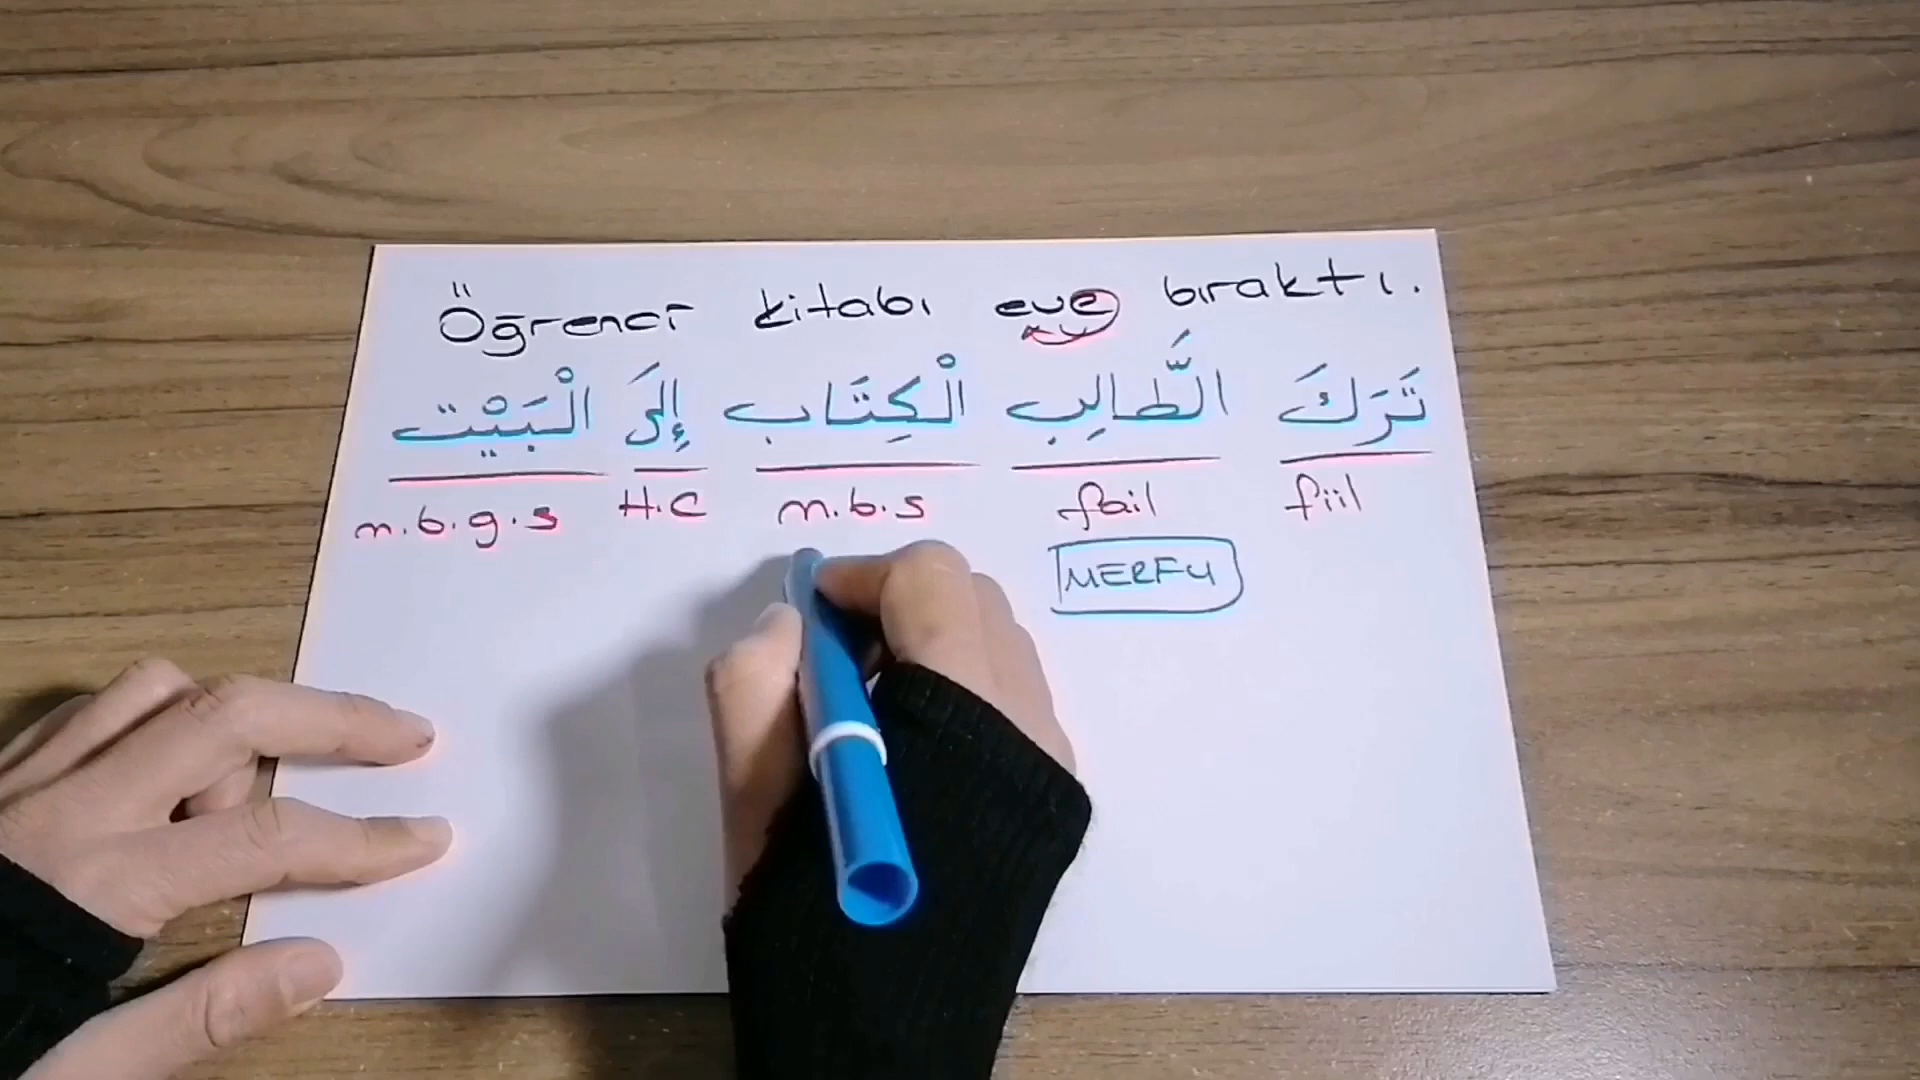 Öğrenci kitabı eve bıraktı.
تَرَكَ الطَّالِب الْكِتَاب إِلَى الْبَيْت
fiil fail m.b.s H.C m.b.g.s
MERFU